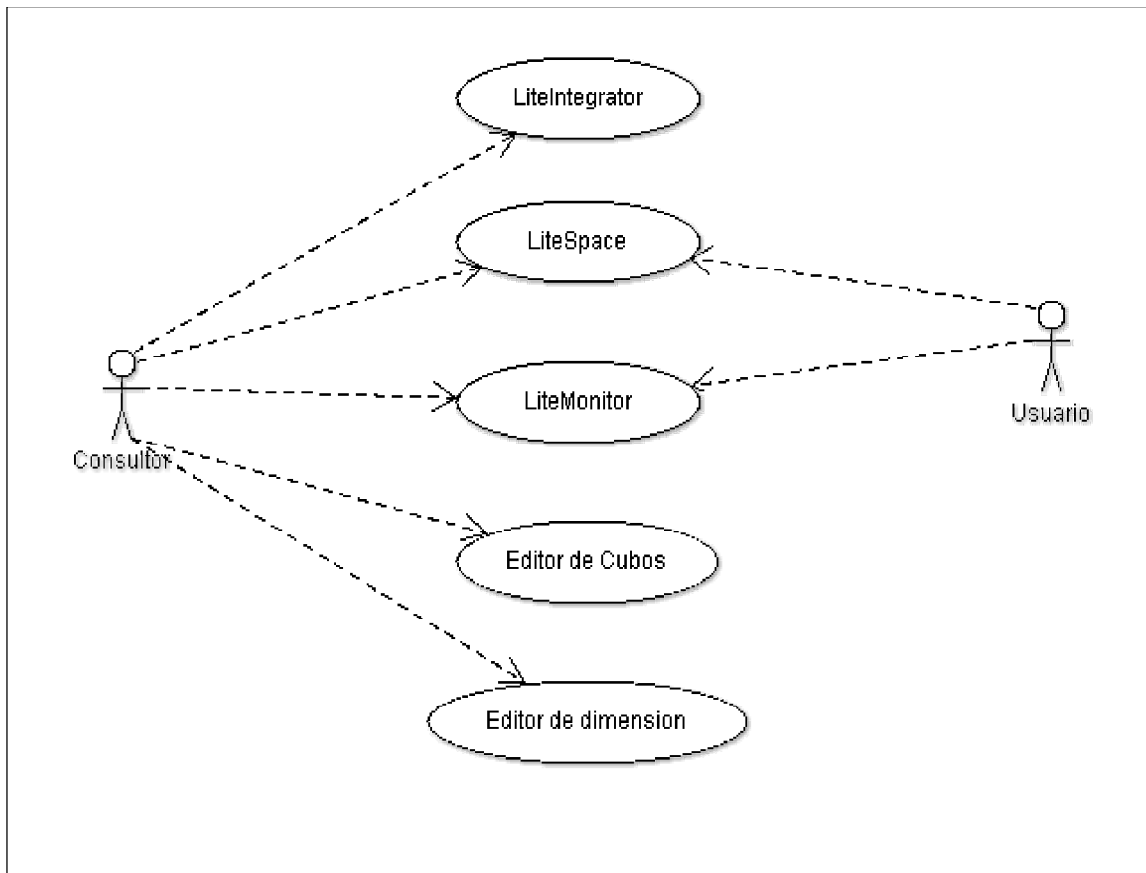 LiteIntegrator
LiteSpace
LiteMonitor
Usuario
Consultor
Editor de Cubos
Editor de dimension